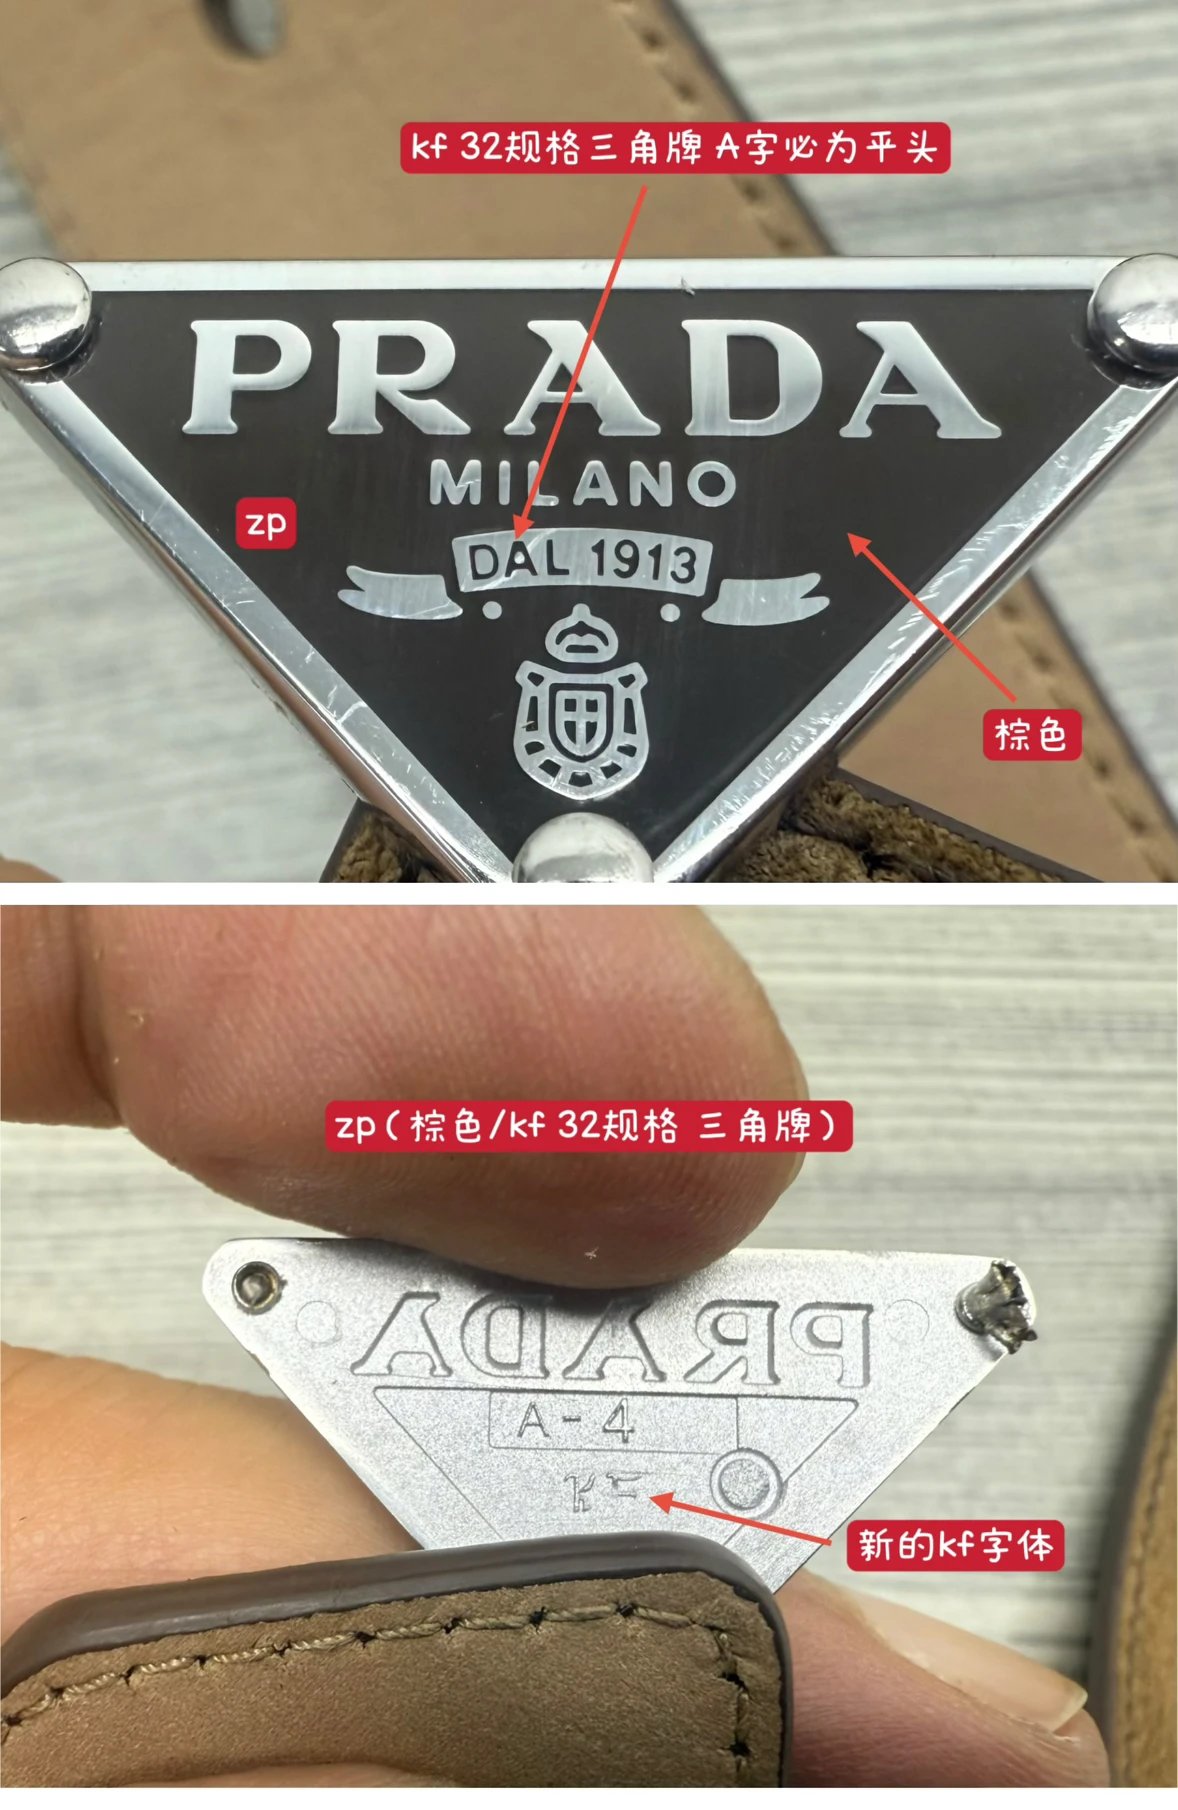 kf 32规格三角牌 A字必为平头
PRADA
MILANO
zp
DAL 1913
棕色
zp(棕色/kf 32规格 三角牌)
PRADA
A-4
KF
新的kf字体